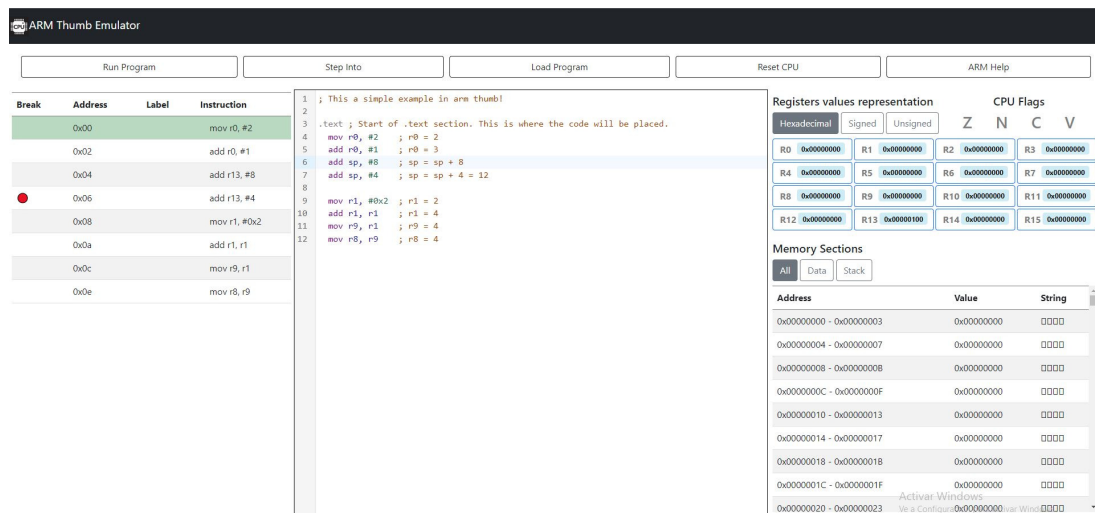 CPU ARM Thumb Emulator
Run Program Step Into Load Program Reset CPU ARM Help
Break Address Label Instruction
0x00 mov r0, #2
0x02 add r0, #1
0x04 add r13, #8
0x06 add r13, #4
0x08 mov r1, #0x2
0x0a add r1, r1
0x0c mov r9, r1
0x0e mov r8, r9
1 ; This a simple example in arm thumb!
2
3 .text ; Start of .text section. This is where the code will be placed.
4 mov r0, #2 ; r0 = 2
5 add r0, #1 ; r0 = 3
6 add sp, #8 ; sp = sp + 8
7 add sp, #4 ; sp = sp + 4 = 12
8
9 mov r1, #0x2 ; r1 = 2
10 add r1, r1 ; r1 = 4
11 mov r9, r1 ; r9 = 4
12 mov r8, r9 ; r8 = 4
Registers values representation CPU Flags
Hexadecimal Signed Unsigned Z N C V
R0 0x00000000 R1 0x00000000 R2 0x00000000 R3 0x00000000
R4 0x00000000 R5 0x00000000 R6 0x00000000 R7 0x00000000
R8 0x00000000 R9 0x00000000 R10 0x00000000 R11 0x00000000
R12 0x00000000 R13 0x00000100 R14 0x00000000 R15 0x00000000
Memory Sections
All Data Stack
Address Value String
0x00000000 - 0x00000003 0x00000000 □□□□
0x00000004 - 0x00000007 0x00000000 □□□□
0x00000008 - 0x0000000B 0x00000000 □□□□
0x0000000C - 0x0000000F 0x00000000 □□□□
0x00000010 - 0x00000013 0x00000000 □□□□
0x00000014 - 0x00000017 0x00000000 □□□□
0x00000018 - 0x0000001B 0x00000000 □□□□
0x0000001C - 0x0000001F 0x00000000 □□□□
Activar Windows
0x00000020 - 0x00000023 0x00000000 □□□□